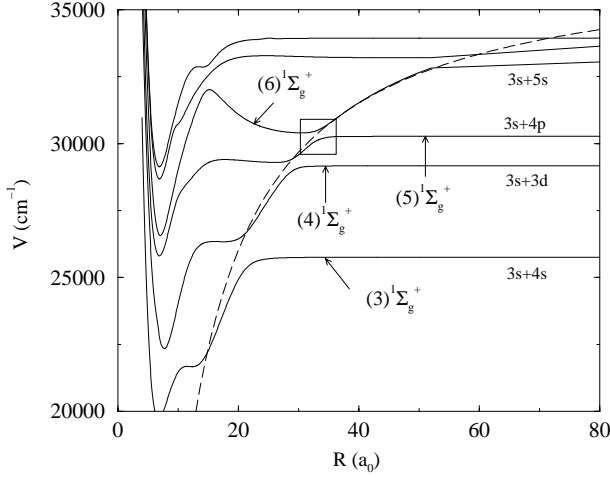 35000
30000
25000
20000
V (cm⁻¹)
0
20
40
60
80
R (a₀)
(6)¹Σg⁺
3s+5s
3s+4p
(5)¹Σg⁺
3s+3d
(4)¹Σg⁺
3s+4s
(3)¹Σg⁺